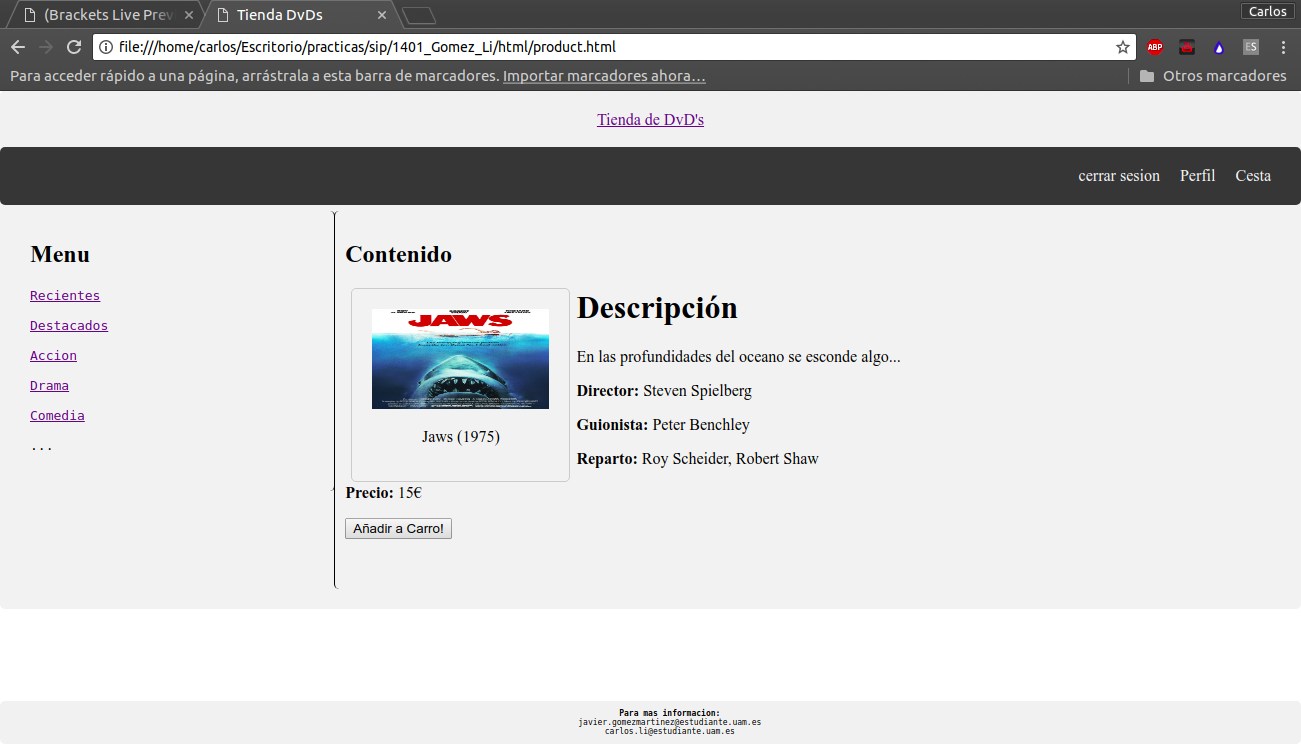 (Brackets Live Prev
Tienda DvDs
Carlos
file:///home/carlos/Escritorio/practicas/sip/1401_Gomez_Li/html/product.html
ABP
ES
Para acceder rápido a una página, arrástrala a esta barra de marcadores. Importar marcadores ahora...
Otros marcadores
Tienda de DvD's
cerrar sesion Perfil Cesta
Menu
Recientes
Destacados
Accion
Drama
Comedia
...
Contenido
JAWS
Jaws (1975)
Descripción
En las profundidades del oceano se esconde algo...
Director: Steven Spielberg
Guionista: Peter Benchley
Reparto: Roy Scheider, Robert Shaw
Precio: 15€
Añadir a Carro!
Para mas informacion:
javier.gomezmartinez@estudiante.uam.es
carlos.li@estudiante.uam.es